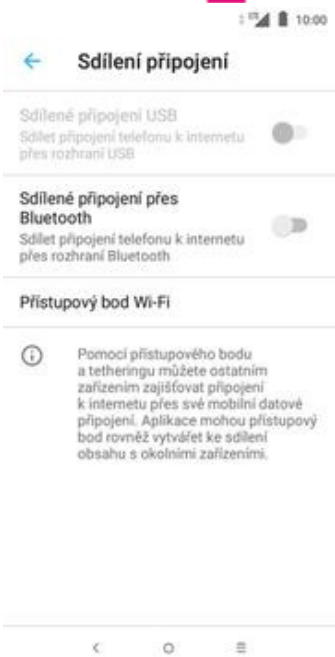 10:00
Sdílení připojení
Sdílené připojení USB
Sdílet připojení telefonu k internetu
přes rozhraní USB
Sdílené připojení přes
Bluetooth
Sdílet připojení telefonu k internetu
přes rozhraní Bluetooth
Přístupový bod Wi-Fi
Pomocí přístupového bodu
a tetheringu můžete ostatním
zařízením zajišťovat připojení
k internetu přes své mobilní datové
připojení. Aplikace mohou přístupový
bod rovněž vytvářet ke sdílení
obsahu s okolními zařízeními.